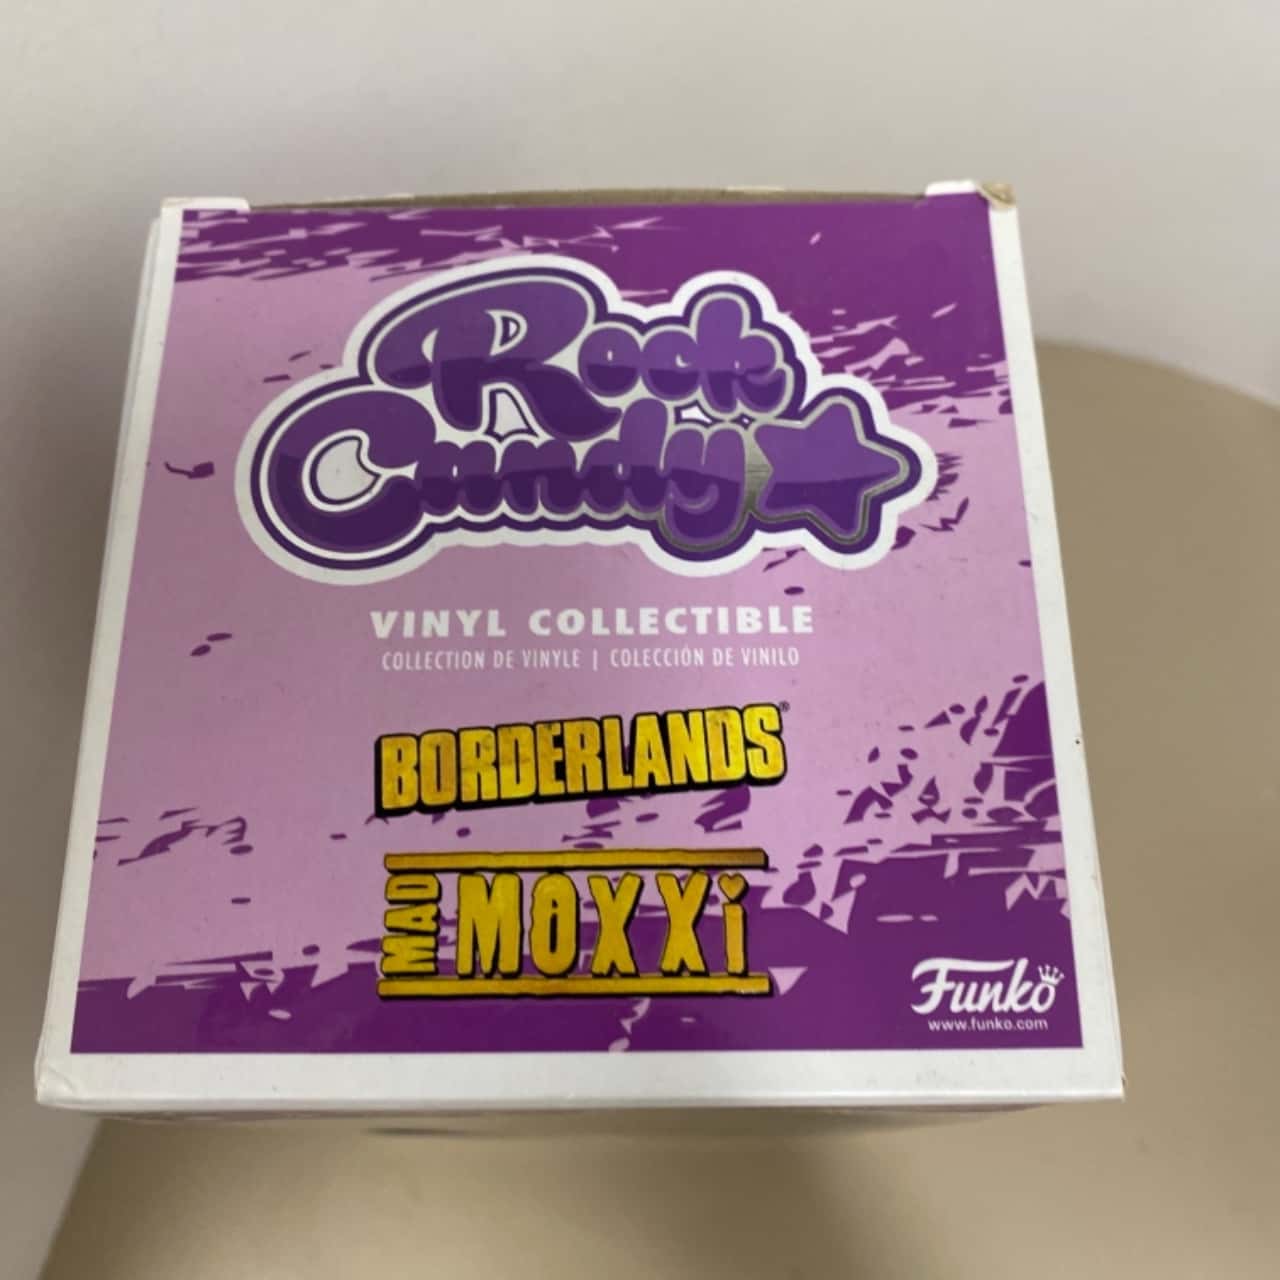 Rock
Candy
VINYL COLLECTIBLE
COLLECTION DE VINYLE | COLECCIÓN DE VINILO
BORDERLANDS®
MAD MOXXi
Funko
www.funko.com